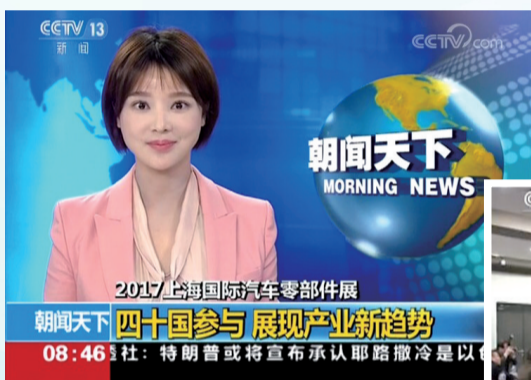 CCTV 13
新闻
CCTV.com
朝闻天下
MORNING NEWS
2017上海国际汽车零部件展
朝闻天下
四十国参与 展现产业新趋势
08:46
社：特朗普或将宣布承认耶路撒冷是以色